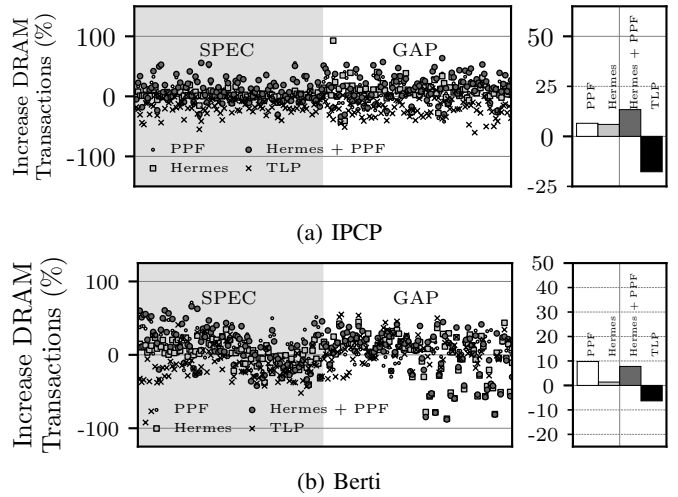 Increase DRAM
Transactions (%)
100
0
-100
SPEC
GAP
PPF
Hermes + PPF
Hermes
TLP
50
25
0
-25
PPF
Hermes
Hermes + PPF
TLP
(a) IPCP
Increase DRAM
Transactions (%)
100
0
-100
SPEC
GAP
PPF
Hermes + PPF
Hermes
TLP
50
40
30
20
10
0
-10
-20
PPF
Hermes
Hermes + PPF
TLP
(b) Berti